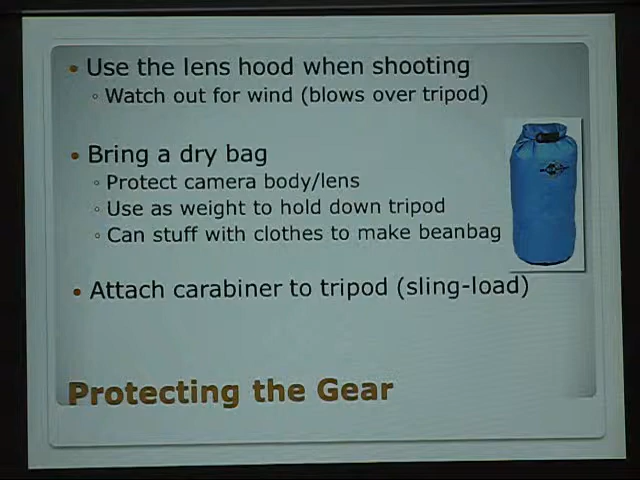 • Use the lens hood when shooting
◦ Watch out for wind (blows over tripod)
• Bring a dry bag
◦ Protect camera body/lens
◦ Use as weight to hold down tripod
◦ Can stuff with clothes to make beanbag
• Attach carabiner to tripod (sling-load)
Protecting the Gear